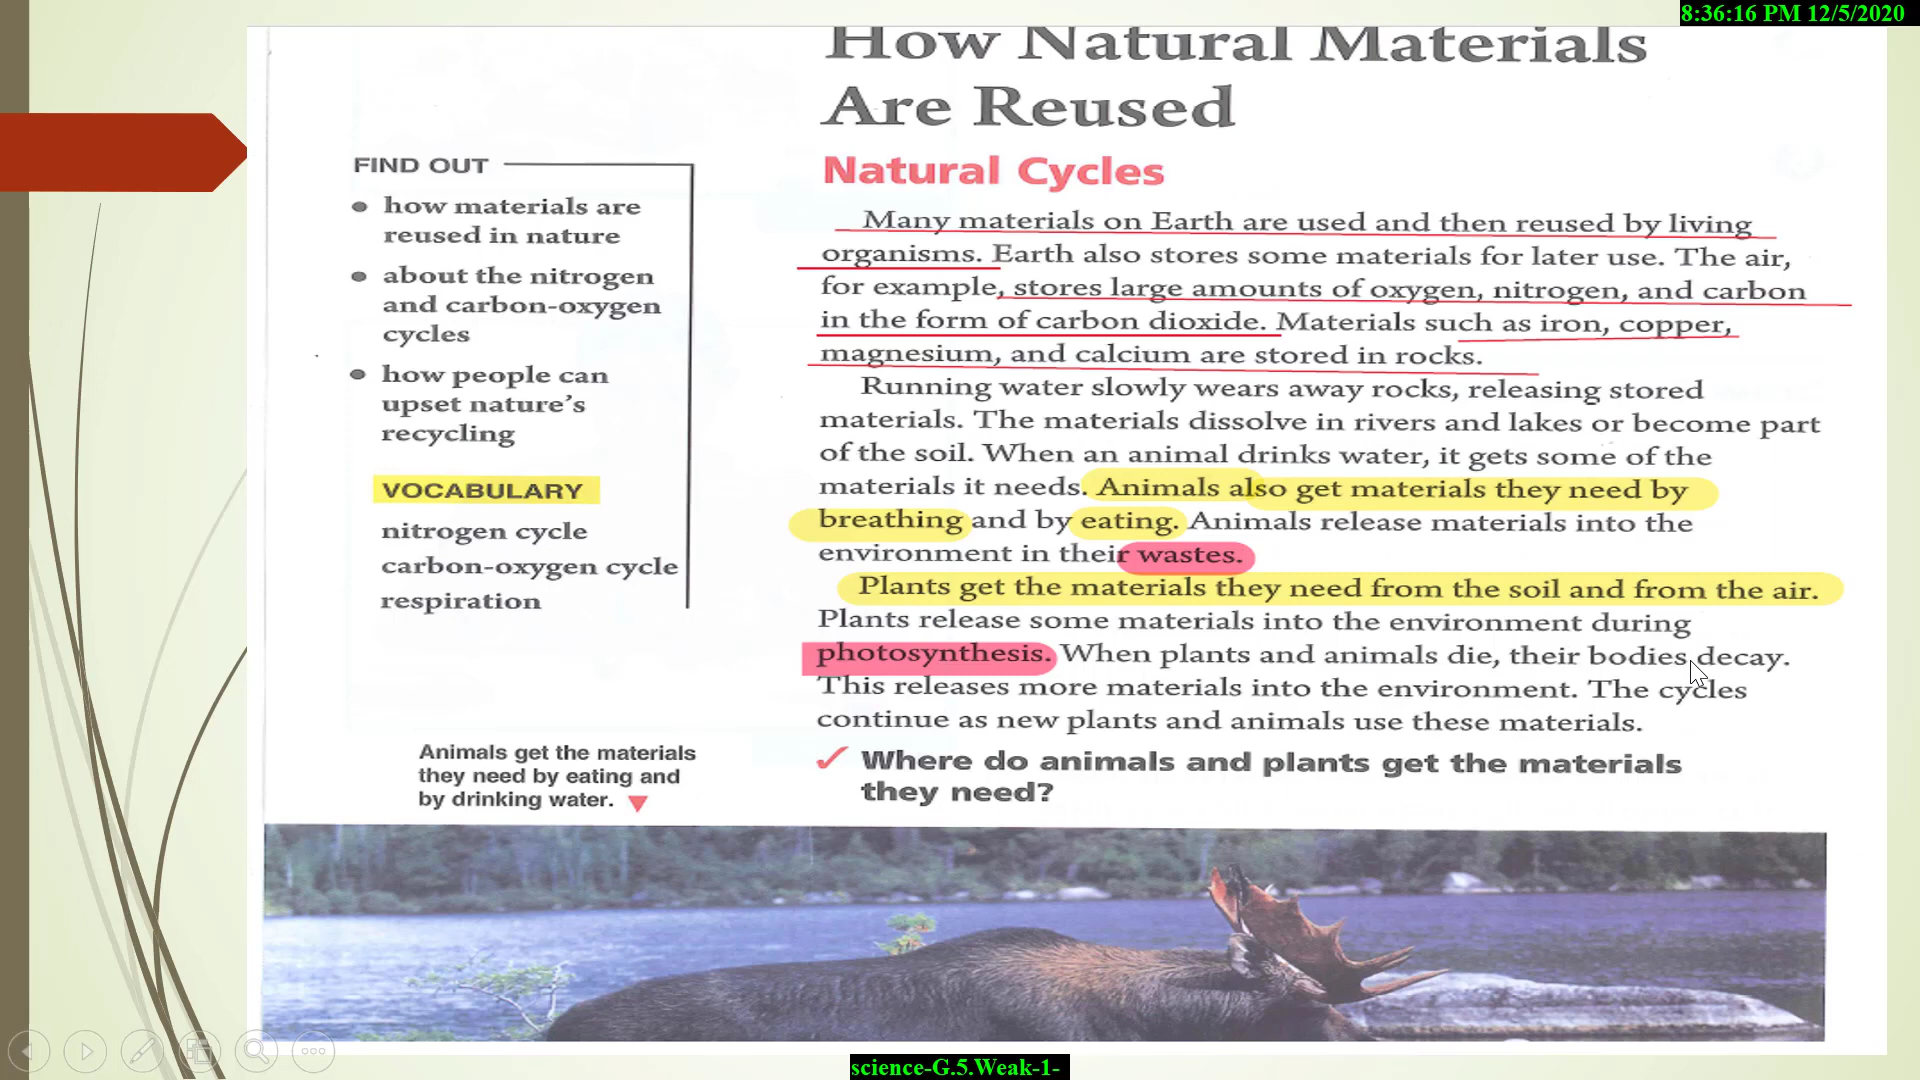 8:36:16 PM 12/5/2020
How Natural Materials
Are Reused
FIND OUT
● how materials are
reused in nature
● about the nitrogen
and carbon-oxygen
cycles
● how people can
upset nature's
recycling
VOCABULARY
nitrogen cycle
carbon-oxygen cycle
respiration
Natural Cycles
Many materials on Earth are used and then reused by living
organisms. Earth also stores some materials for later use. The air,
for example, stores large amounts of oxygen, nitrogen, and carbon
in the form of carbon dioxide. Materials such as iron, copper,
magnesium, and calcium are stored in rocks.
Running water slowly wears away rocks, releasing stored
materials. The materials dissolve in rivers and lakes or become part
of the soil. When an animal drinks water, it gets some of the
materials it needs. Animals also get materials they need by
breathing and by eating. Animals release materials into the
environment in their wastes.
Plants get the materials they need from the soil and from the air.
Plants release some materials into the environment during
photosynthesis. When plants and animals die, their bodies decay.
This releases more materials into the environment. The cycles
continue as new plants and animals use these materials.
✓ Where do animals and plants get the materials
they need?
Animals get the materials
they need by eating and
by drinking water. ▼
science-G.5.Weak-1-